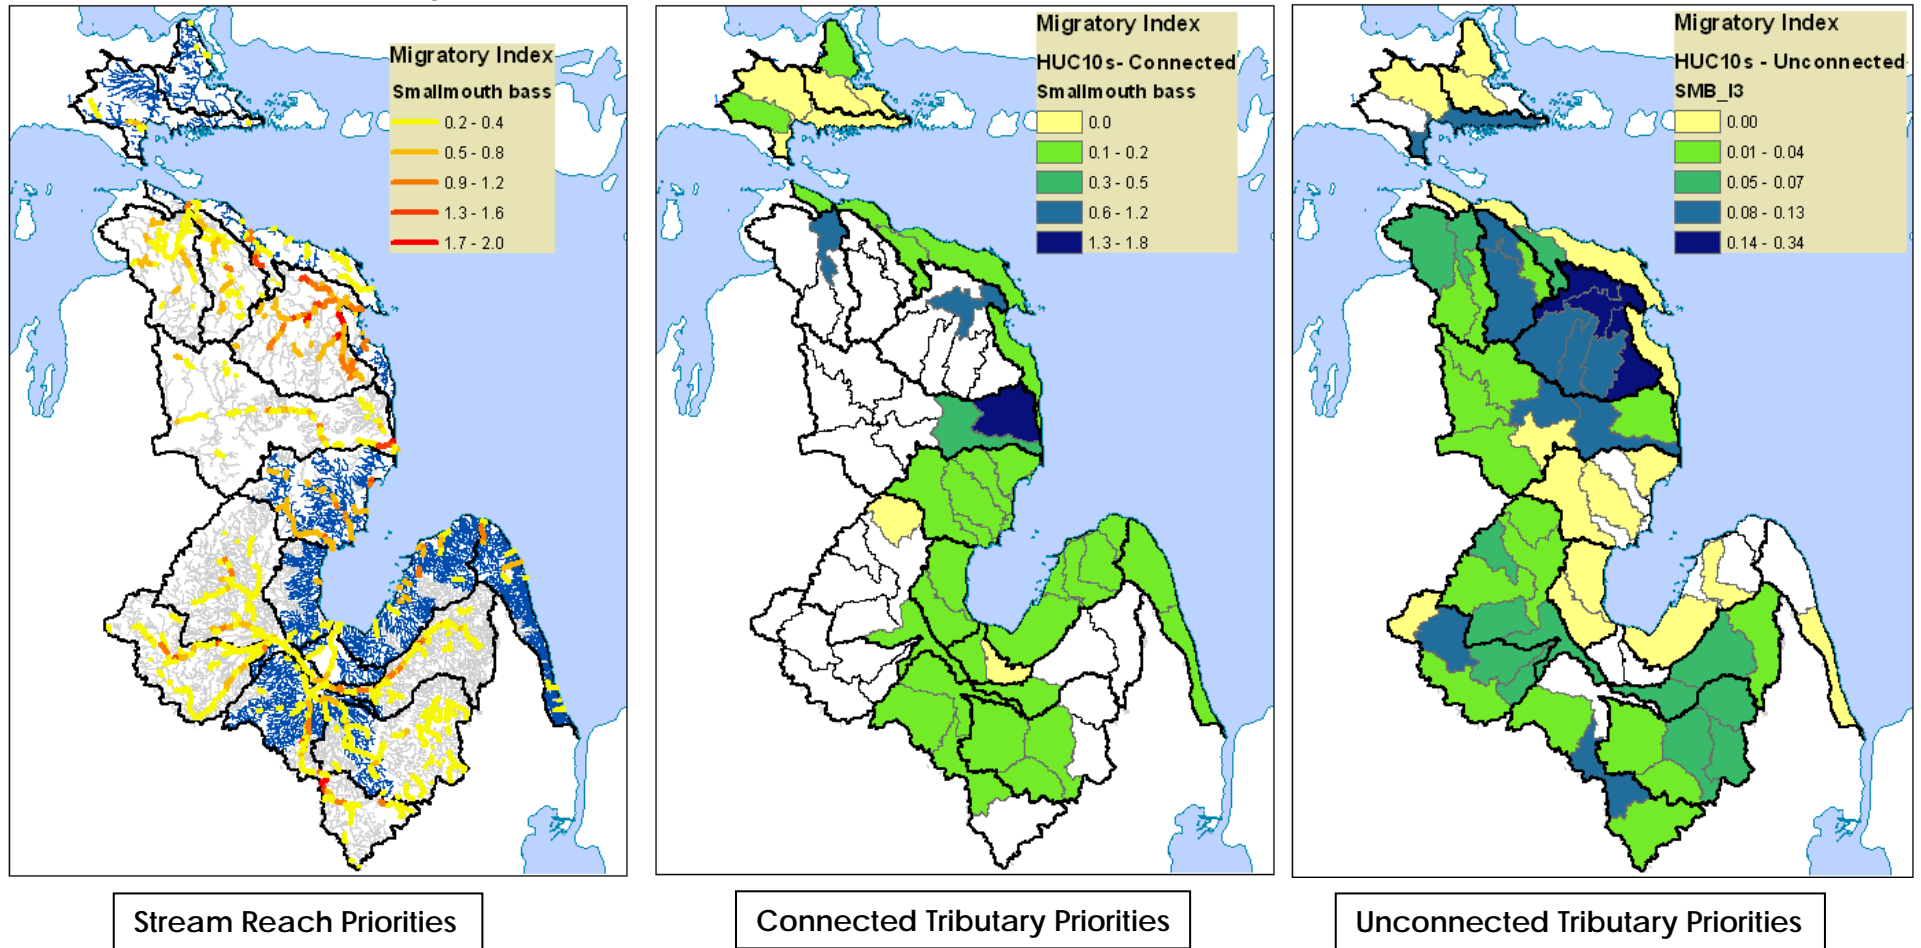 Migratory Index
Smallmouth bass
0.2 - 0.4
0.5 - 0.8
0.9 - 1.2
1.3 - 1.6
1.7 - 2.0
Stream Reach Priorities
Migratory Index
HUC10s- Connected
Smallmouth bass
0.0
0.1 - 0.2
0.3 - 0.5
0.6 - 1.2
1.3 - 1.8
Connected Tributary Priorities
Migratory Index
HUC10s - Unconnected
SMB_I3
0.00
0.01 - 0.04
0.05 - 0.07
0.08 - 0.13
0.14 - 0.34
Unconnected Tributary Priorities